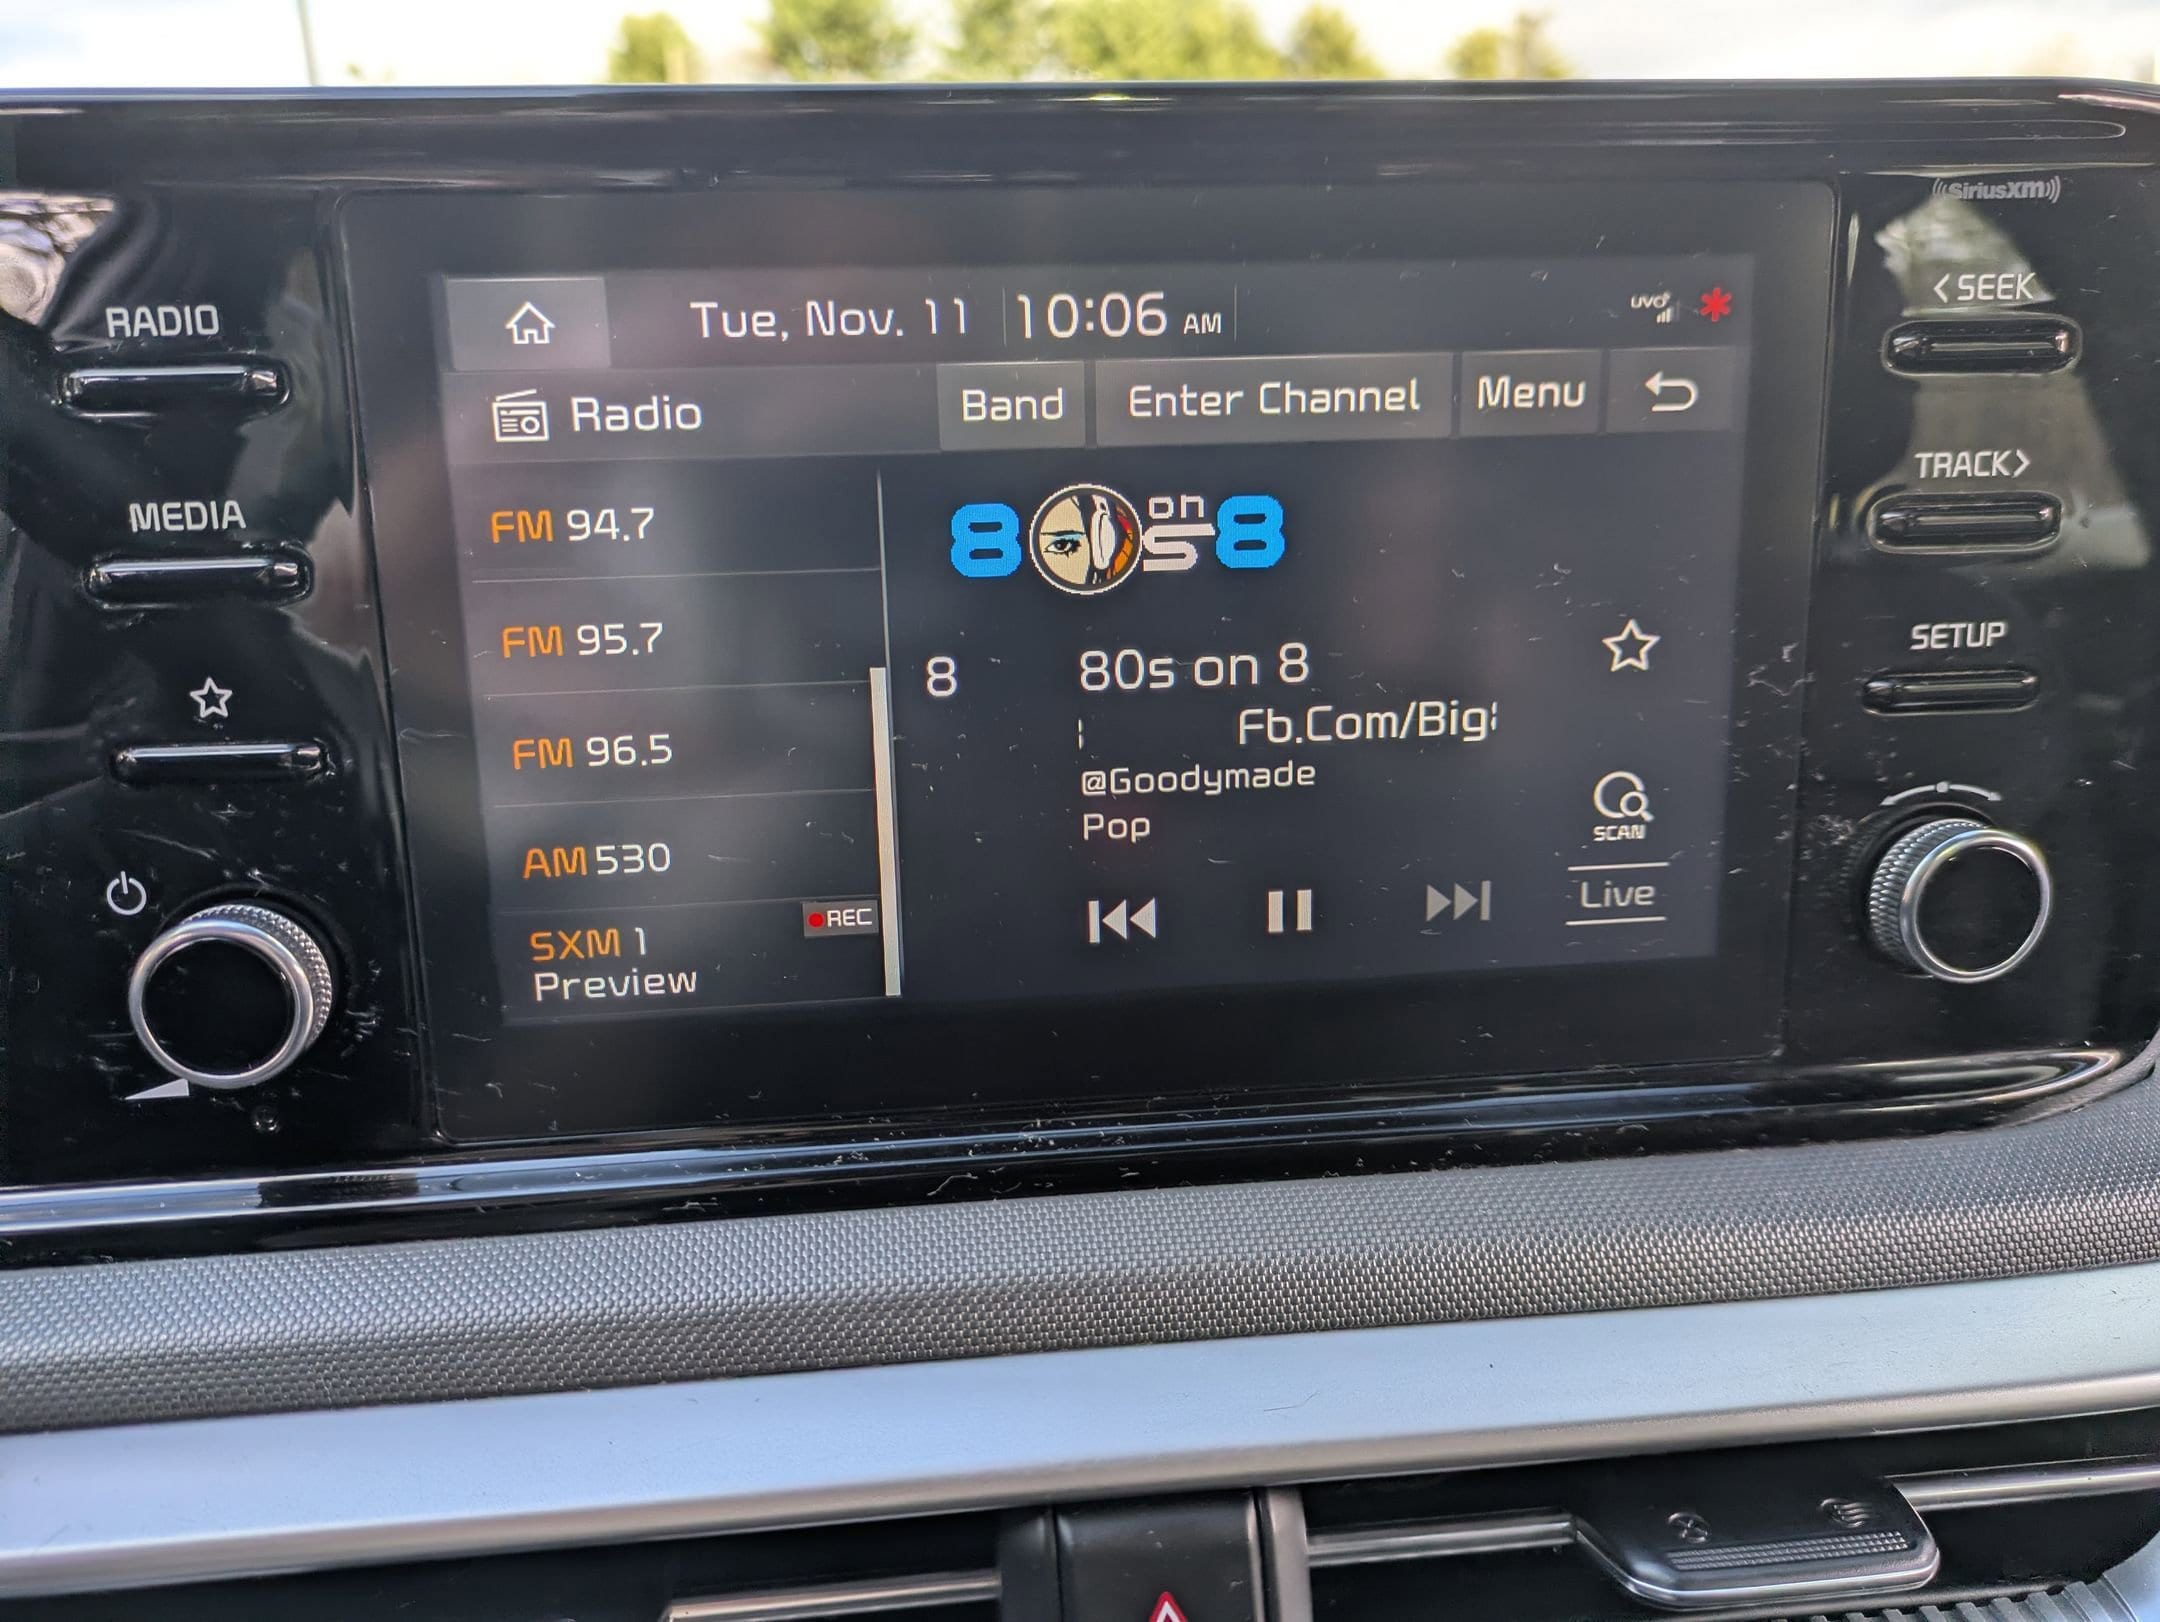 SiriusXM
RADIO
MEDIA
Tue, Nov. 11 10:06 AM
UVO
Radio
Band
Enter Channel
Menu
FM 94.7
FM 95.7
FM 96.5
AM 530
SXM 1
Preview
REC
8 on s 8
8
80s on 8
Fb.Com/Big
@Goodymade
Pop
SCAN
Live
< SEEK
TRACK >
SETUP